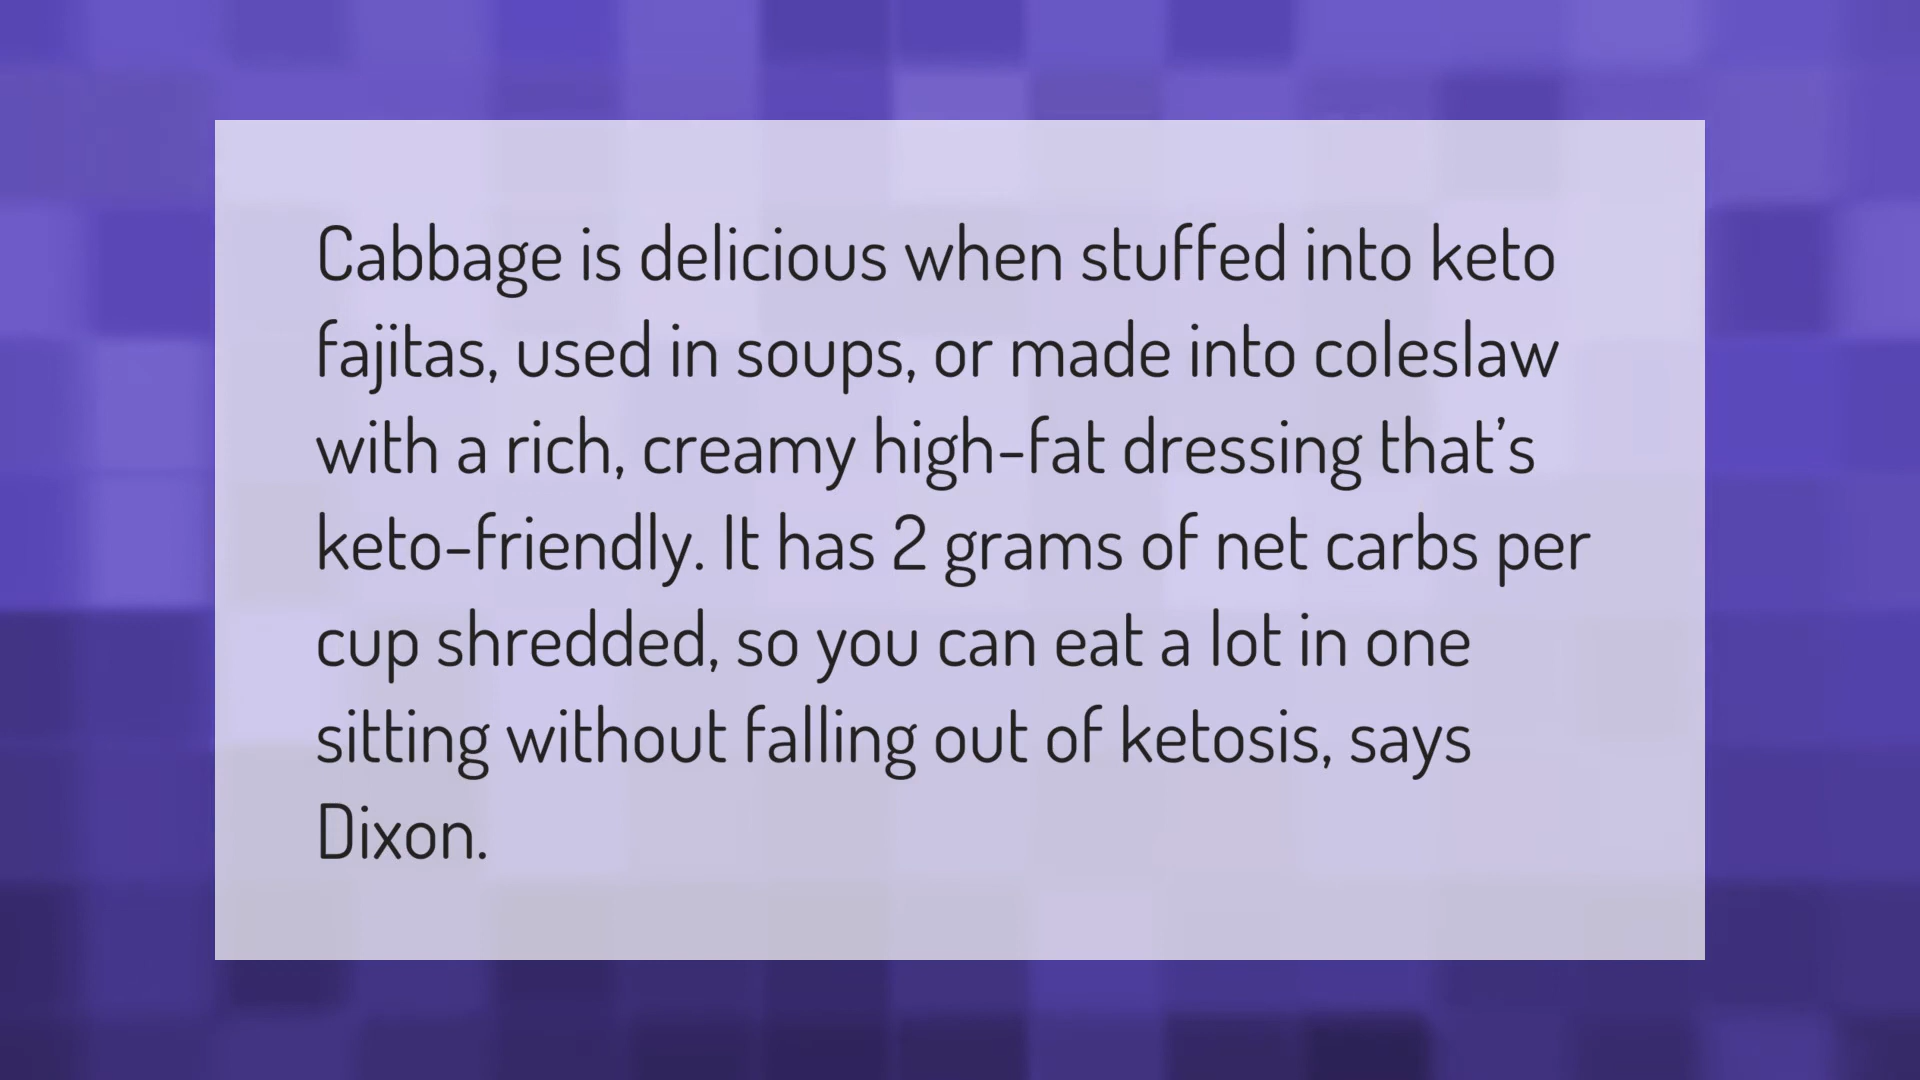 Cabbage is delicious when stuffed into keto
fajitas, used in soups, or made into coleslaw
with a rich, creamy high-fat dressing that’s
keto-friendly. It has 2 grams of net carbs per
cup shredded, so you can eat a lot in one
sitting without falling out of ketosis, says
Dixon.